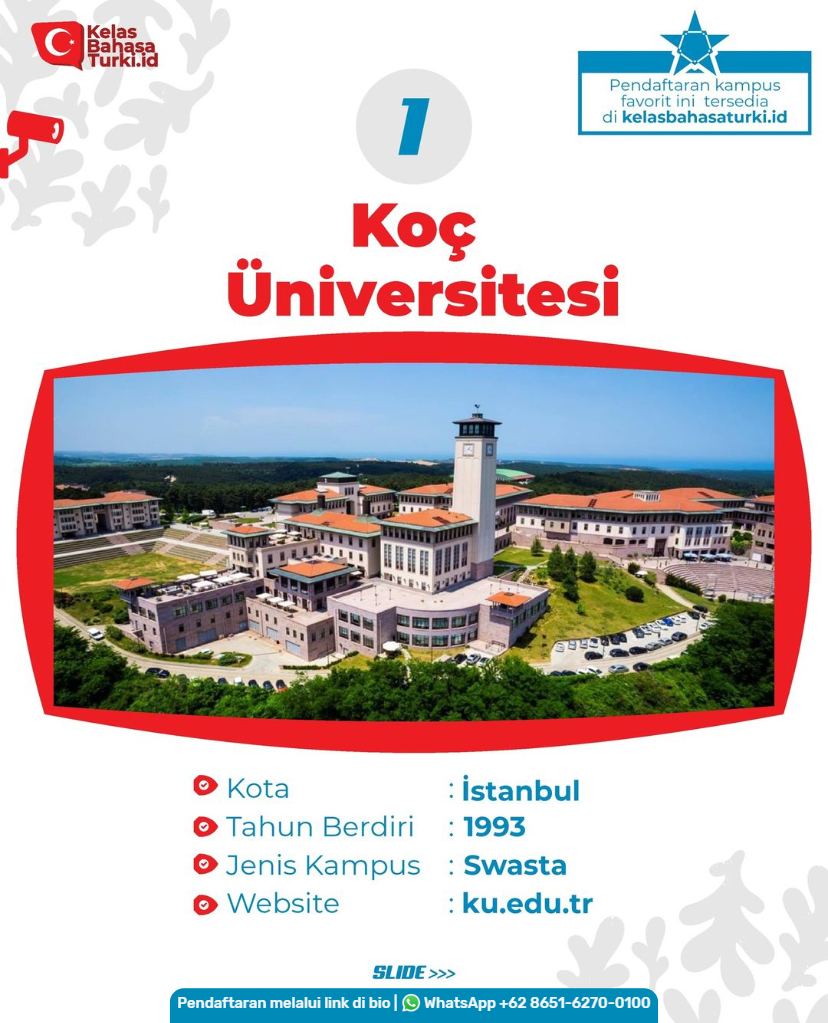 Kelas
Bahasa
Turki.id
Pendaftaran kampus
favorit ini tersedia
di kelasbahasaturki.id
1
Koç
Üniversitesi
Kota : İstanbul
Tahun Berdiri : 1993
Jenis Kampus : Swasta
Website : ku.edu.tr
SLIDE >>>
Pendaftaran melalui link di bio | WhatsApp +62 8651-6270-0100